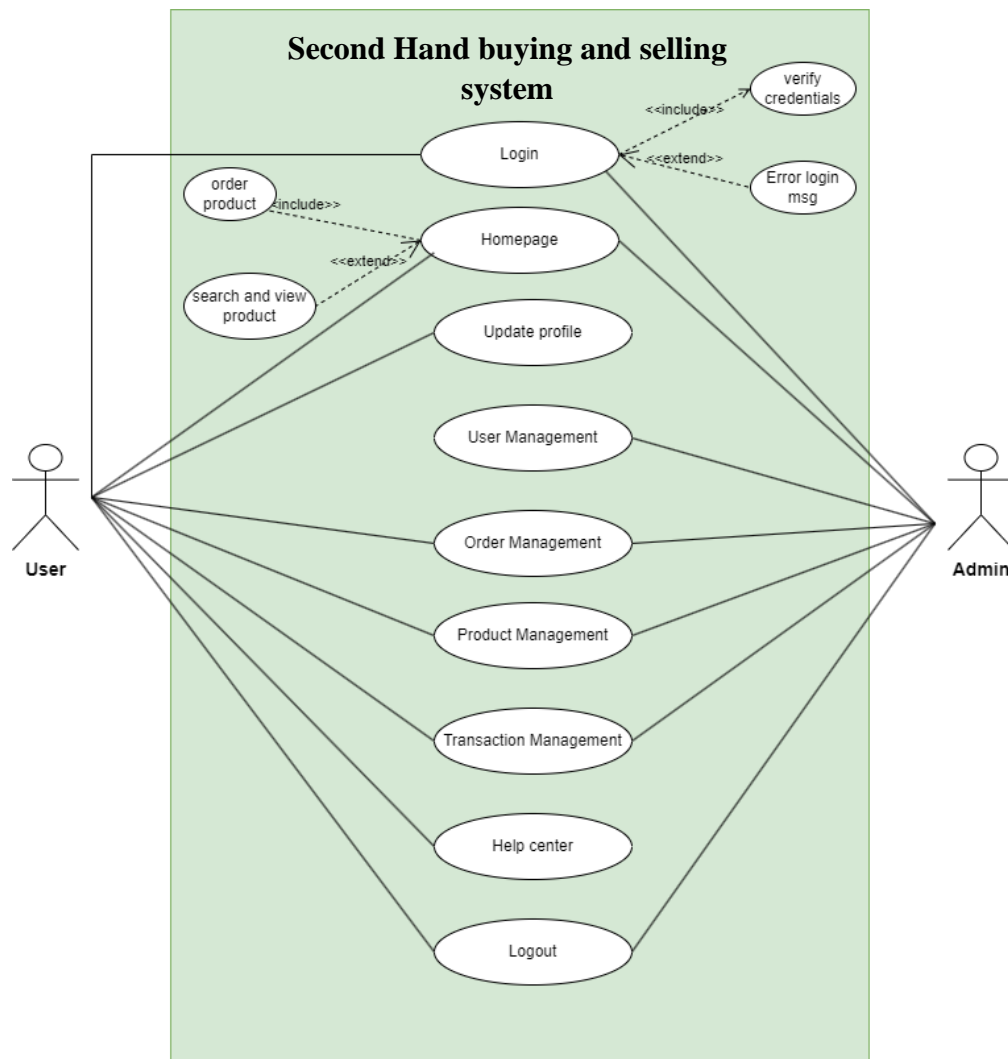 Second Hand buying and selling
system
verify
credentials
<<include>>
Login
<<extend>>
Error login
msg
order
product
<include>>
Homepage
<<extend>>
search and view
product
Update profile
User Management
Order Management
User
Admin
Product Management
Transaction Management
Help center
Logout